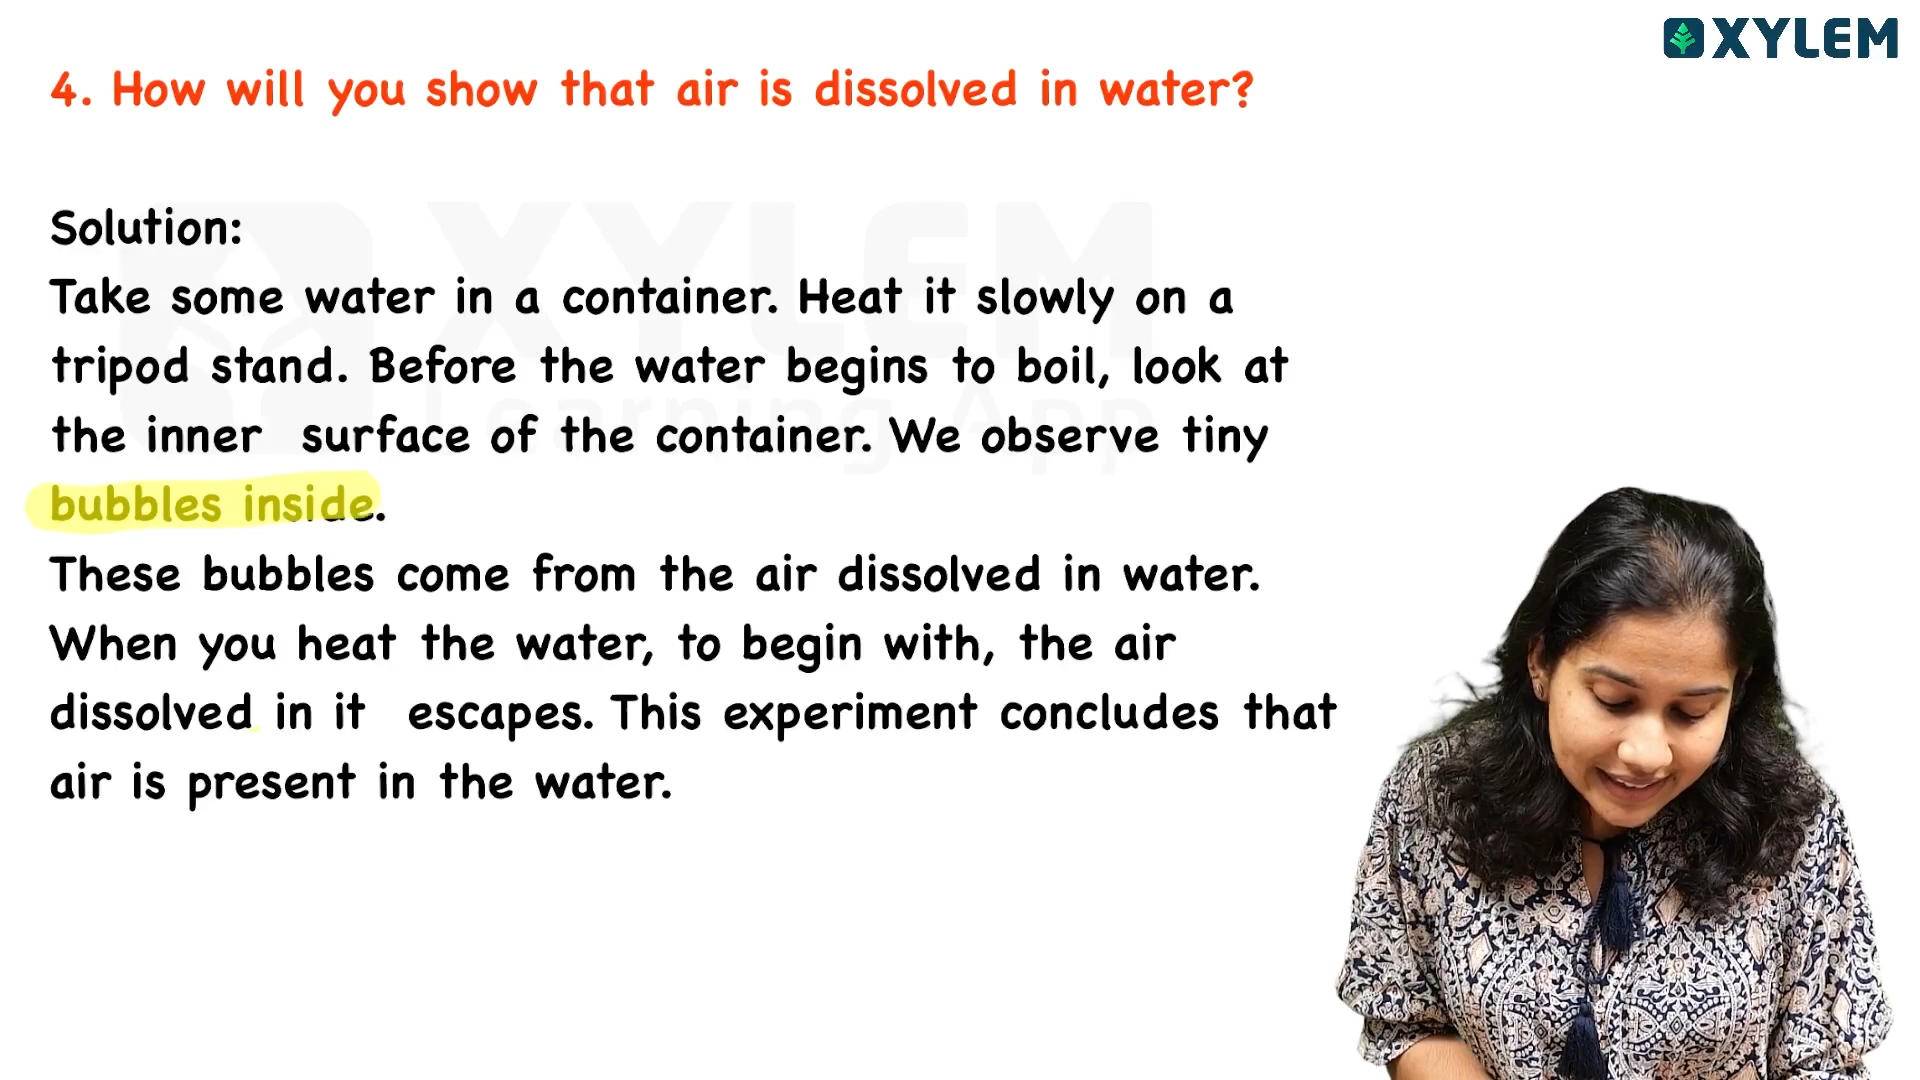 XYLEM
4. How will you show that air is dissolved in water?
Solution:
Take some water in a container. Heat it slowly on a
tripod stand. Before the water begins to boil, look at
the inner surface of the container. We observe tiny
bubbles inside.
These bubbles come from the air dissolved in water.
When you heat the water, to begin with, the air
dissolved in it escapes. This experiment concludes that
air is present in the water.
XYLEM
Learning App